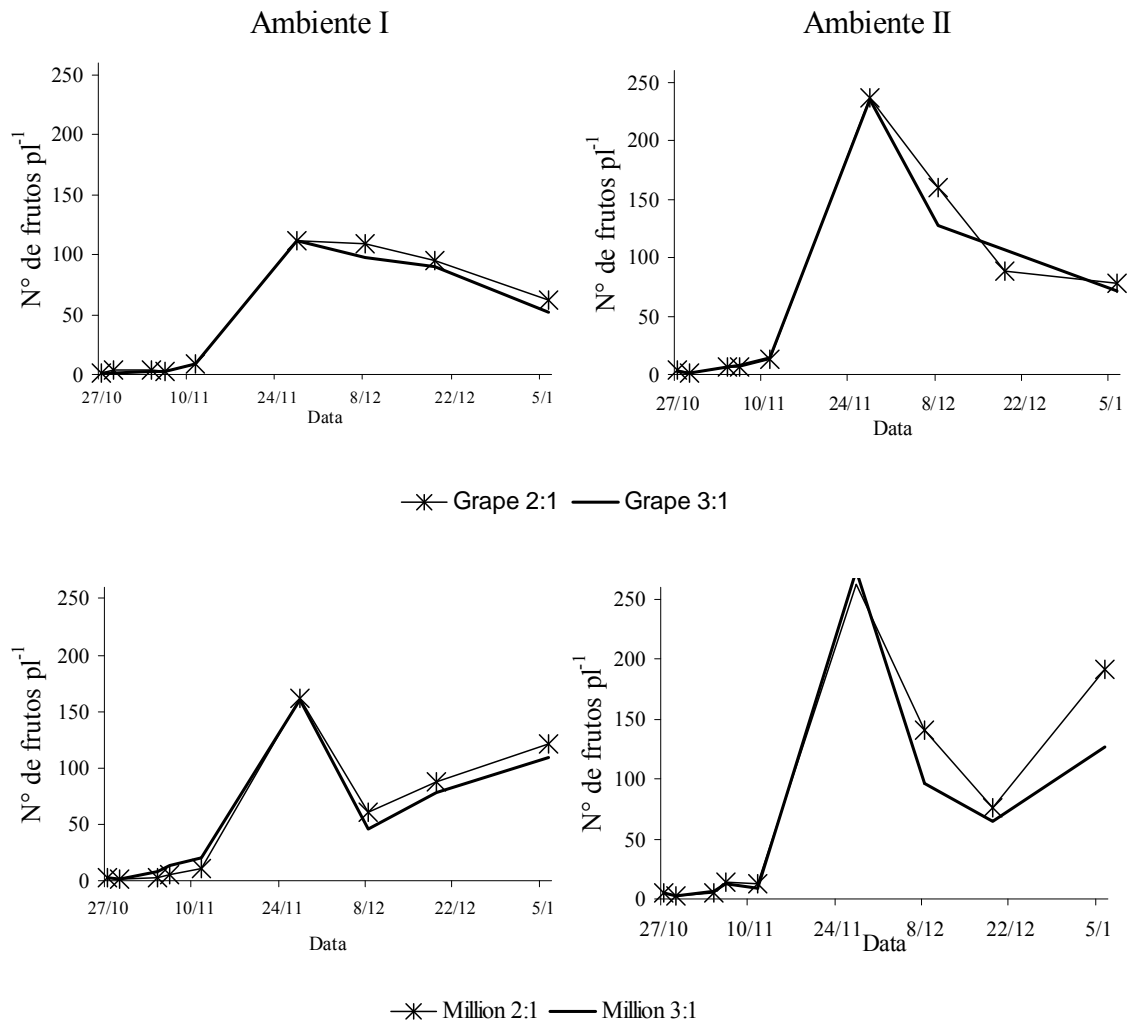 Ambiente I
Ambiente II
N° de frutos pl⁻¹
250
200
150
100
50
0
27/10 10/11 24/11 8/12 22/12 5/1
Data
N° de frutos pl⁻¹
250
200
150
100
50
0
27/10 10/11 24/11 8/12 22/12 5/1
Data
Grape 2:1 Grape 3:1
N° de frutos pl⁻¹
250
200
150
100
50
0
27/10 10/11 24/11 8/12 22/12 5/1
Data
N° de frutos pl⁻¹
250
200
150
100
50
0
27/10 10/11 24/11 8/12 22/12 5/1
Data
Million 2:1 Million 3:1